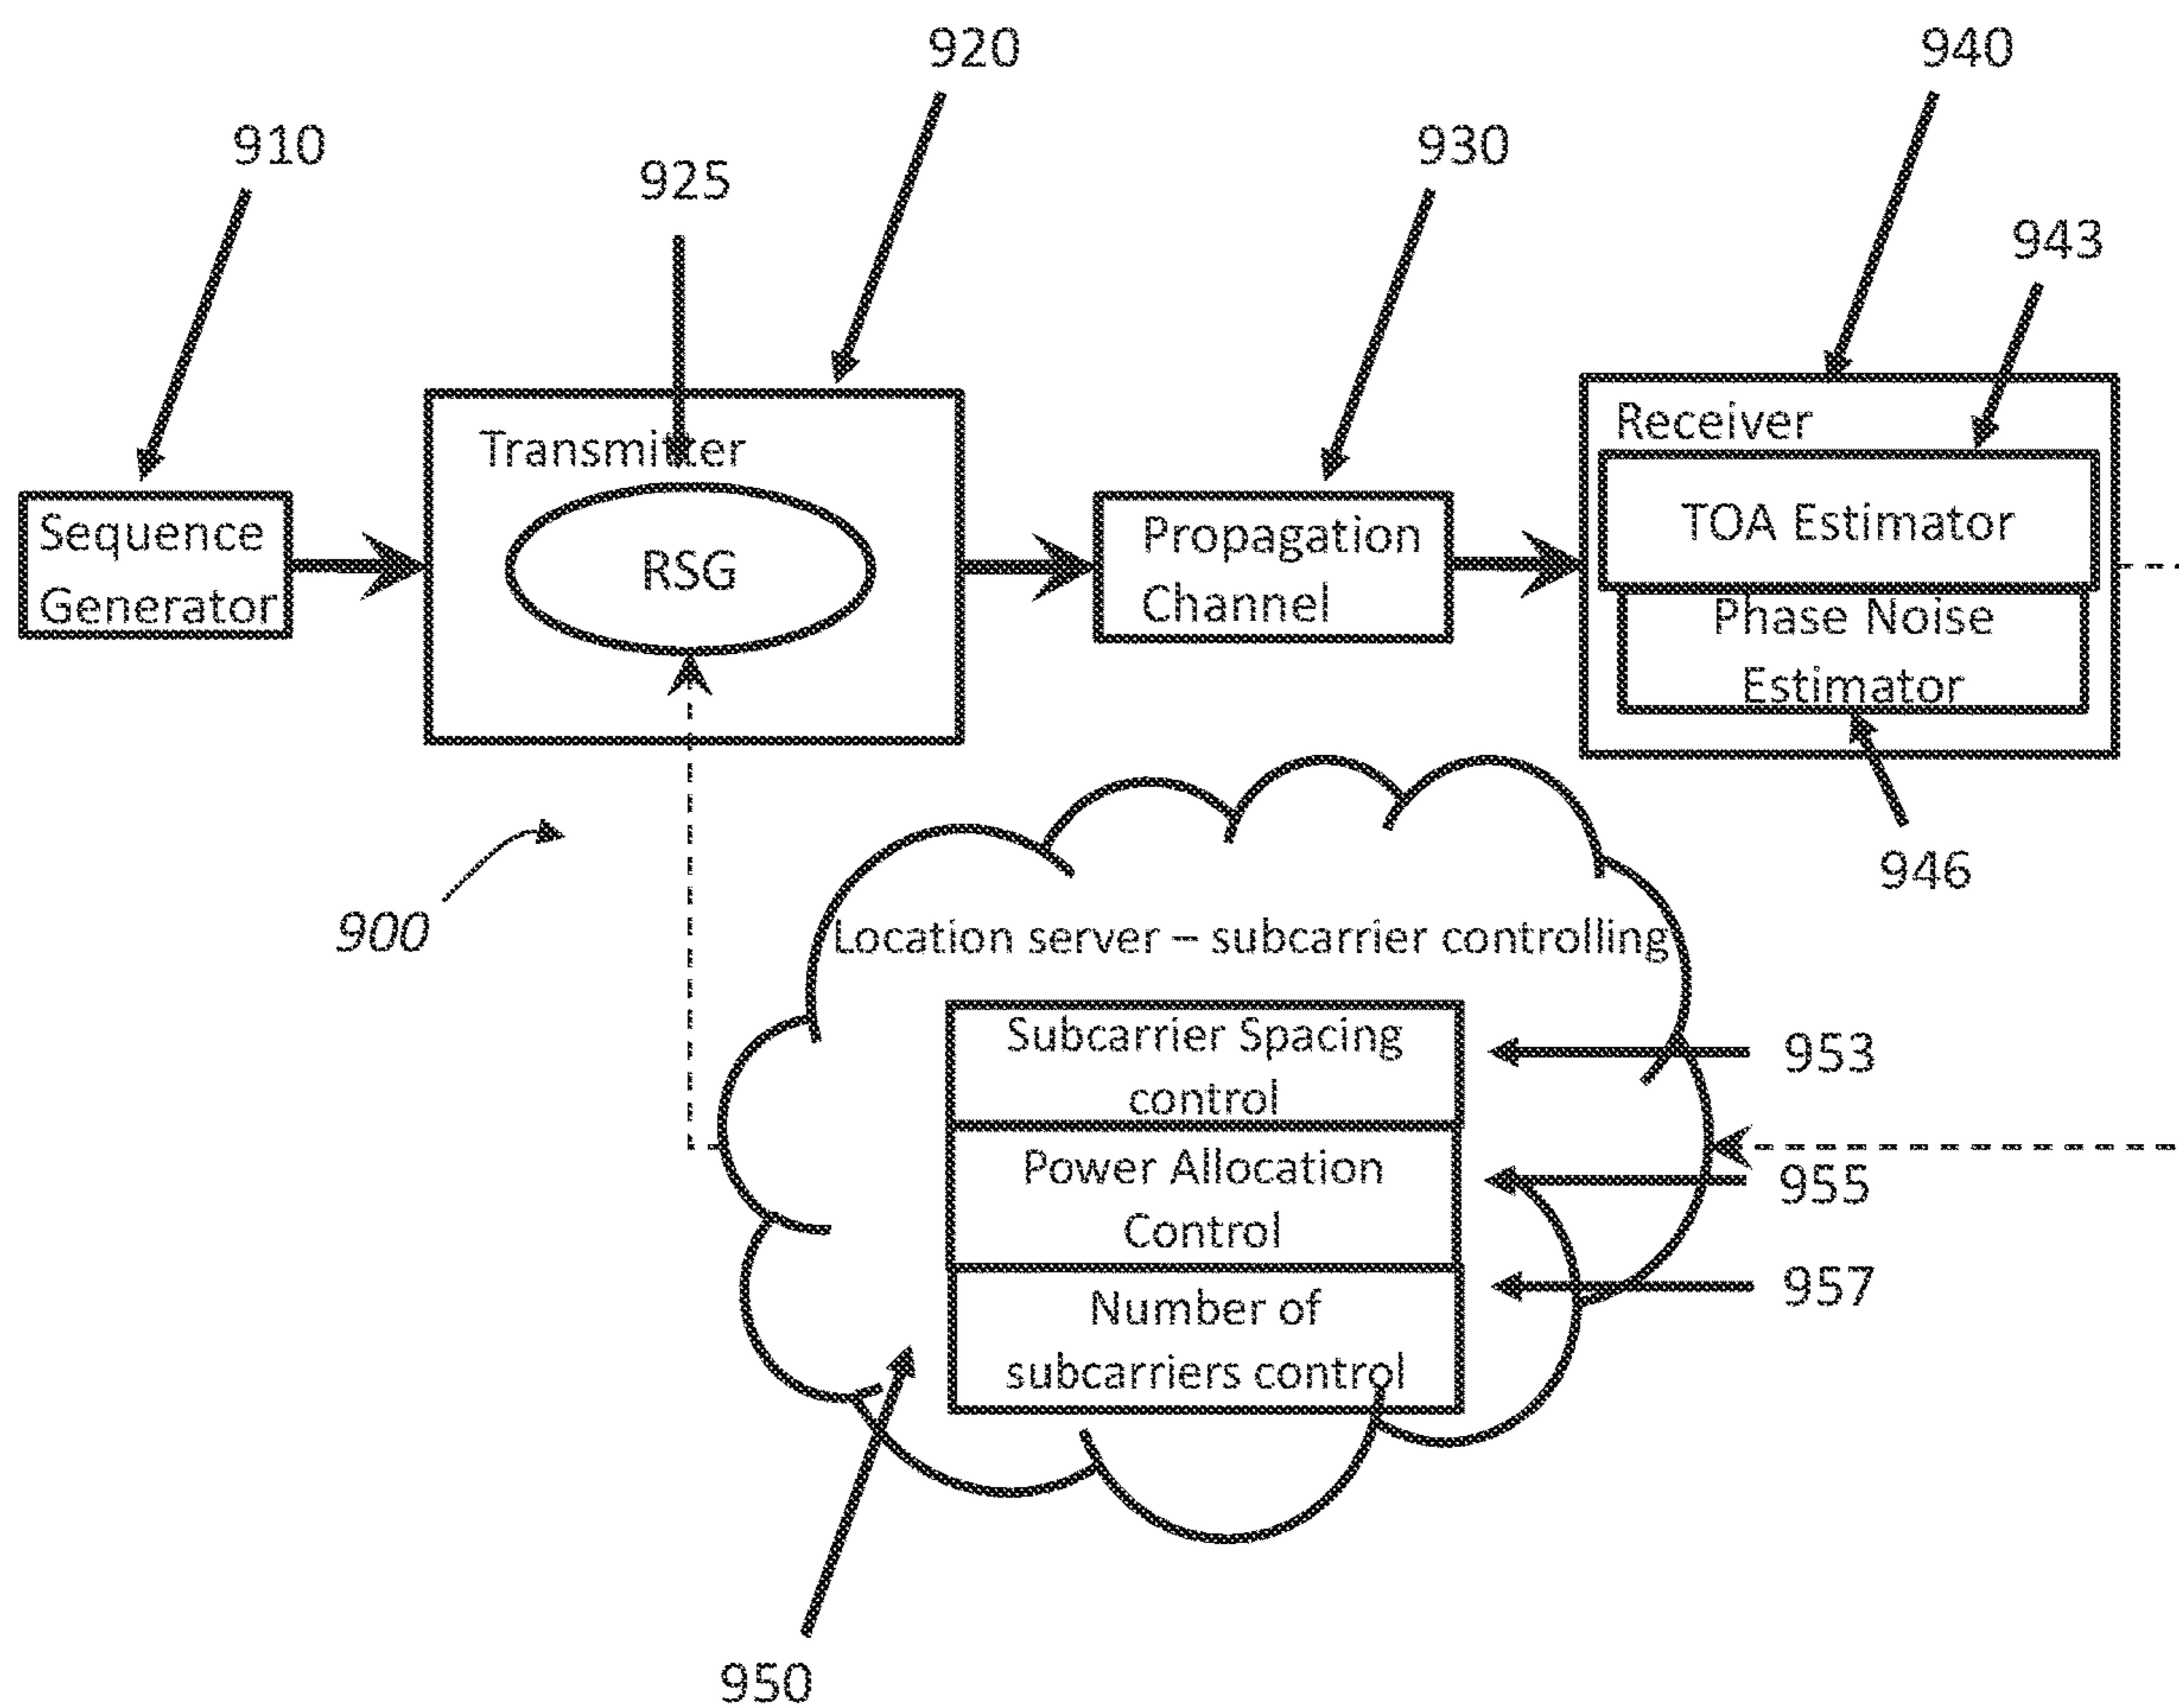 920
940
910
930
925
943
Receiver
Transmitter
TOA Estimator
Sequence
Generator
RSG
Propagation
Channel
Phase Noise
Estimator
946
900
Location server – subcarrier controlling
Subcarrier Spacing
control
953
Power Allocation
Control
955
Number of
subcarriers control
957
950